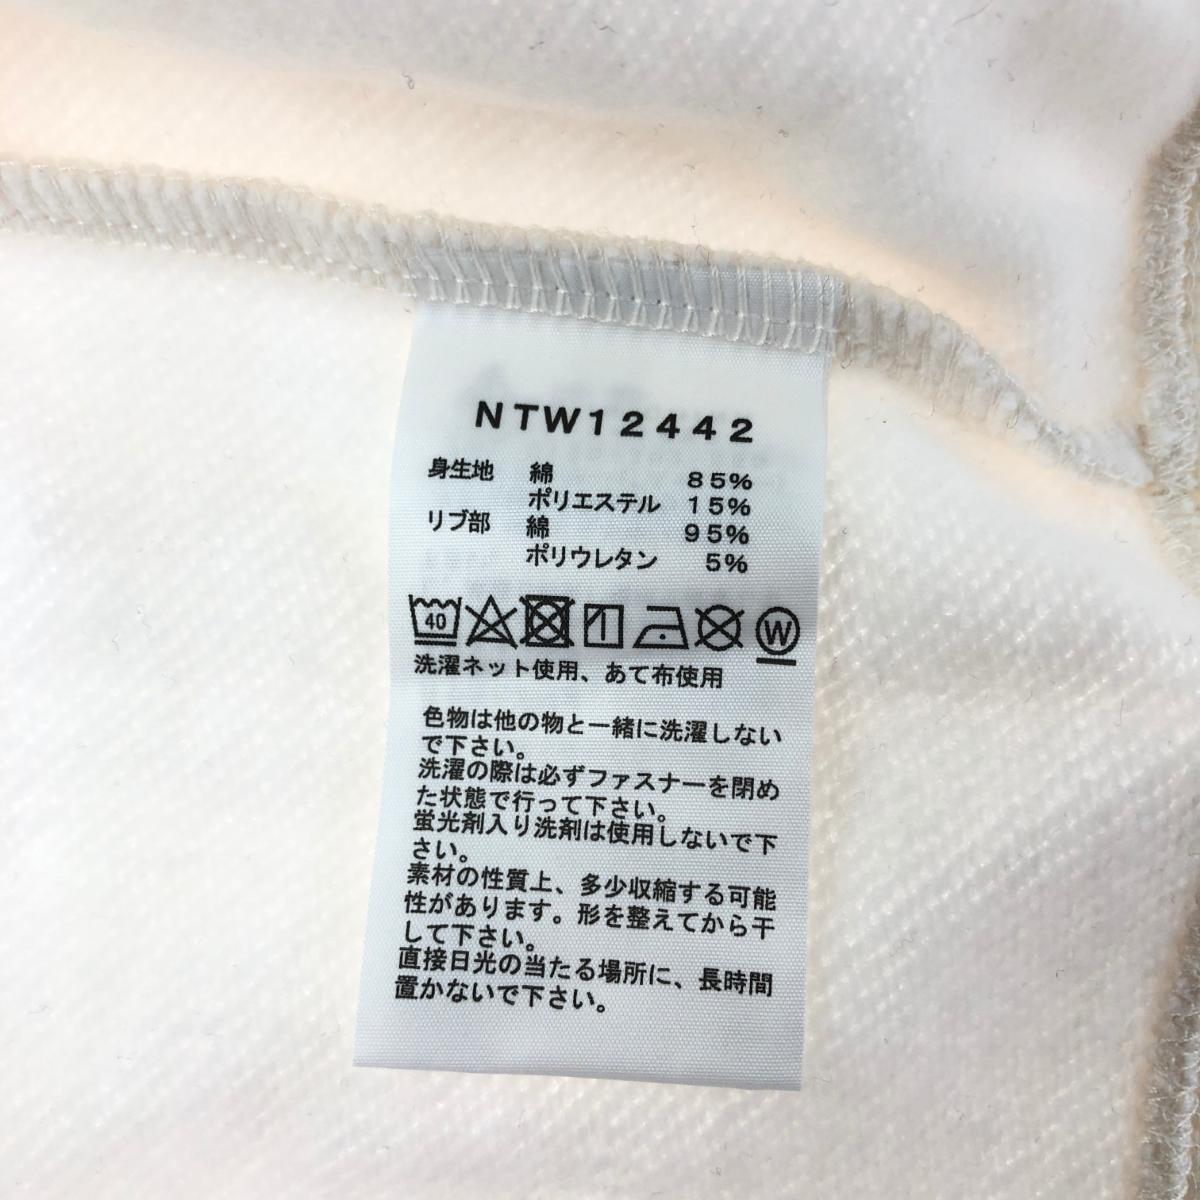 NTW12442
身生地 綿 85%
ポリエステル 15%
リブ部 綿 95%
ポリウレタン 5%
40 W
洗濯ネット使用、あて布使用
色物は他の物と一緒に洗濯しない
で下さい。
洗濯の際は必ずファスナーを閉め
た状態で行って下さい。
蛍光剤入り洗剤は使用しないで下
さい。
素材の性質上、多少収縮する可能
性があります。形を整えてから干
して下さい。
直接日光の当たる場所に、長時間
置かないで下さい。